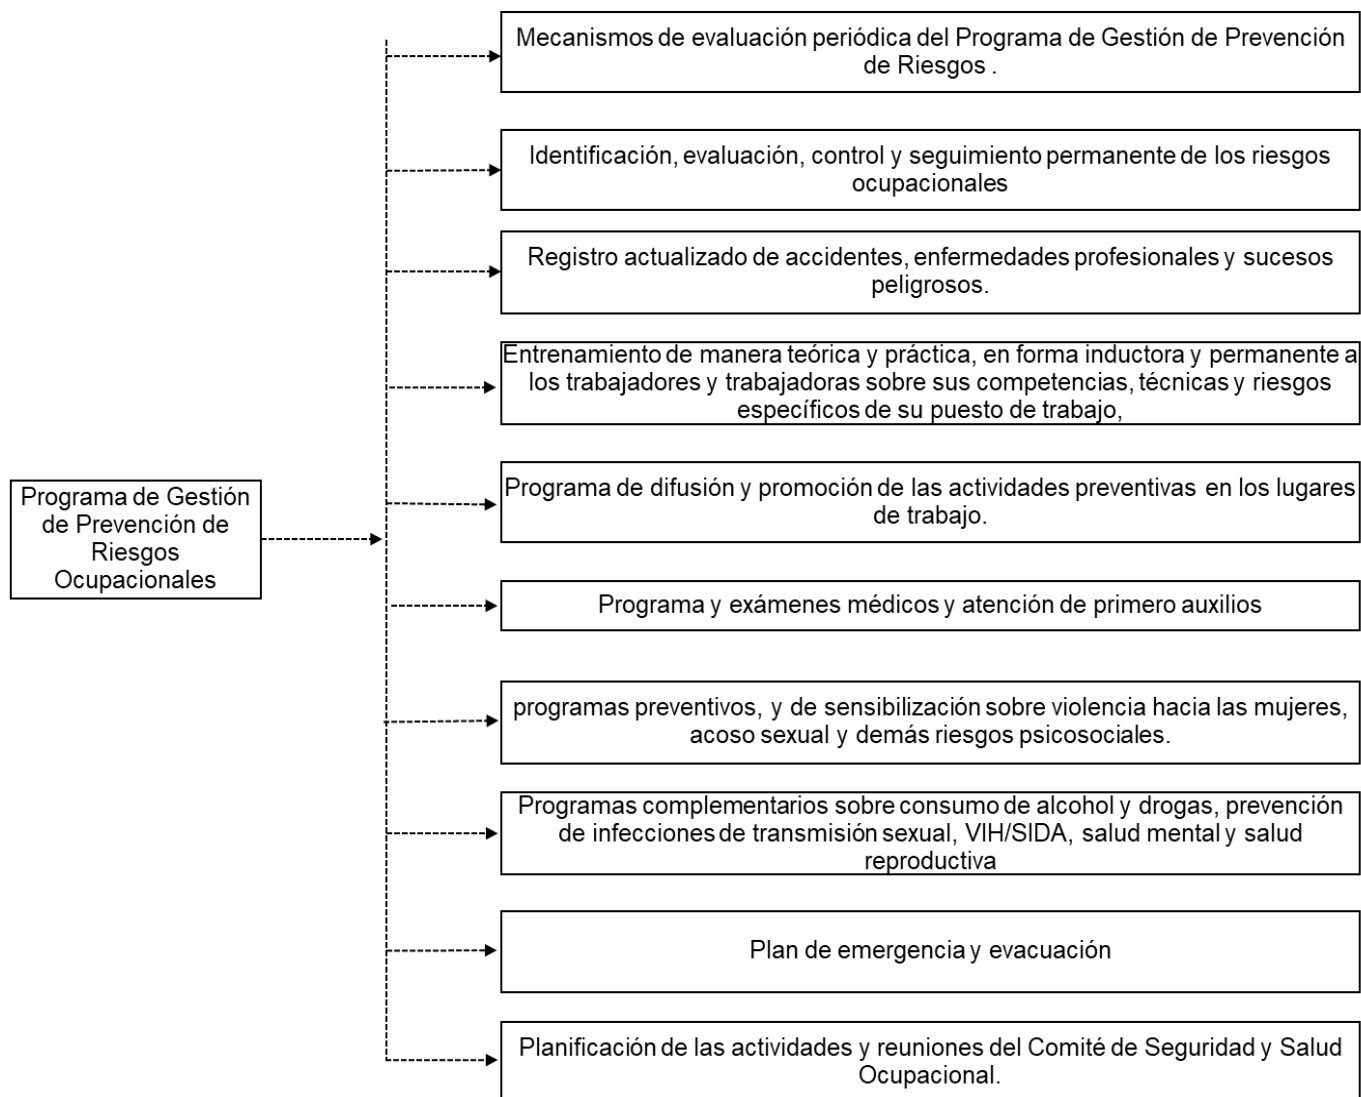 Mecanismos de evaluación periódica del Programa de Gestión de Prevención
de Riesgos .
Identificación, evaluación, control y seguimiento permanente de los riesgos
ocupacionales
Registro actualizado de accidentes, enfermedades profesionales y sucesos
peligrosos.
Entrenamiento de manera teórica y práctica, en forma inductora y permanente a
los trabajadores y trabajadoras sobre sus competencias, técnicas y riesgos
específicos de su puesto de trabajo,
Programa de Gestión
de Prevención de
Riesgos
Ocupacionales
Programa de difusión y promoción de las actividades preventivas en los lugares
de trabajo.
Programa y exámenes médicos y atención de primero auxilios
programas preventivos, y de sensibilización sobre violencia hacia las mujeres,
acoso sexual y demás riesgos psicosociales.
Programas complementarios sobre consumo de alcohol y drogas, prevención
de infecciones de transmisión sexual, VIH/SIDA, salud mental y salud
reproductiva
Plan de emergencia y evacuación
Planificación de las actividades y reuniones del Comité de Seguridad y Salud
Ocupacional.